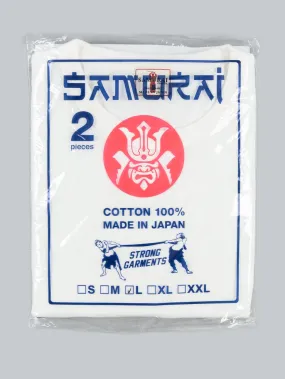 SAMURAI
2
pieces
COTTON 100%
MADE IN JAPAN
STRONG
GARMENTS
S M L XL XXL